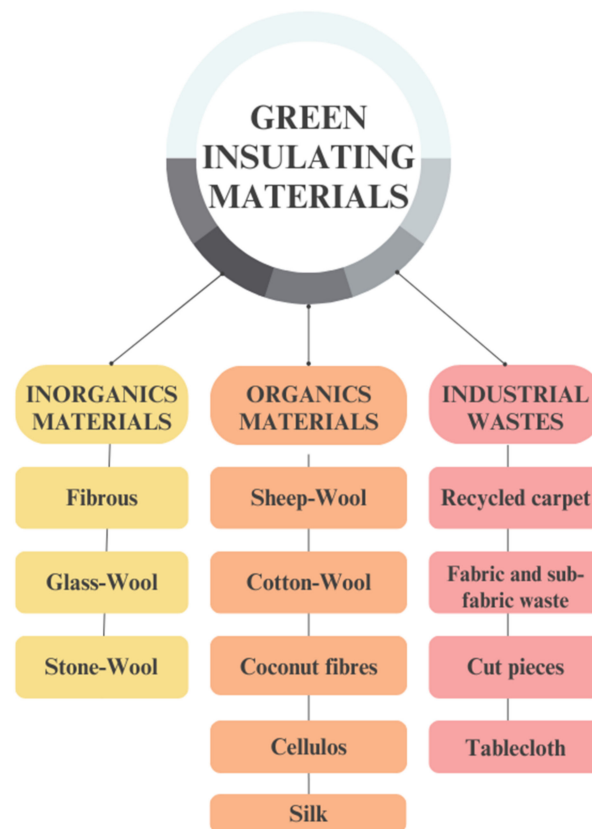 GREEN
INSULATING
MATERIALS
INORGANICS
MATERIALS
Fibrous
Glass-Wool
Stone-Wool
ORGANICS
MATERIALS
Sheep-Wool
Cotton-Wool
Coconut fibres
Cellulos
Silk
INDUSTRIAL
WASTES
Recycled carpet
Fabric and sub-
fabric waste
Cut pieces
Tablecloth